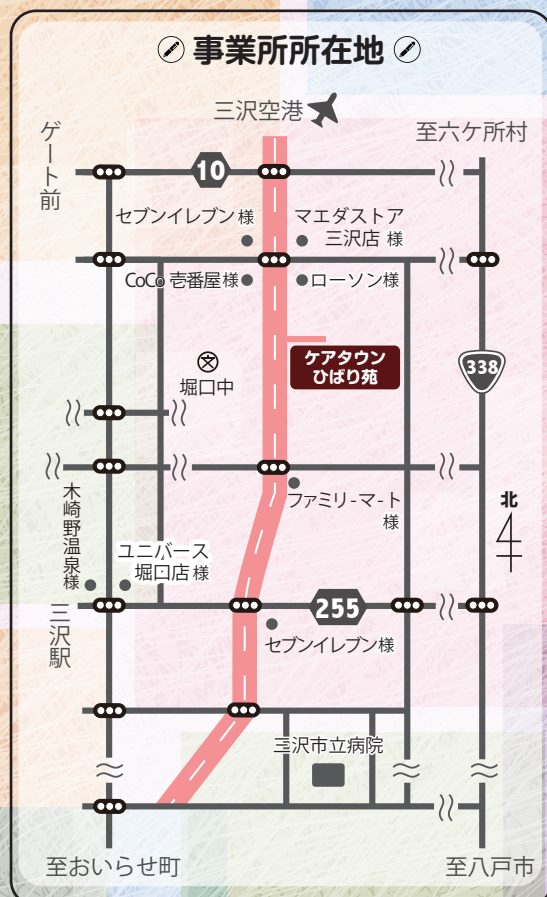 事業所所在地
三沢空港
ゲート前
至六ケ所村
10
セブンイレブン様
マエダストア
三沢店 様
CoCo 壱番屋様
ローソン様
ケアタウン
ひばり苑
338
文
堀口中
ファミリ-マ-ト
様
北
木崎野温泉様
ユニバース
堀口店様
三沢駅
255
セブンイレブン様
三沢市立病院
至おいらせ町
至八戸市